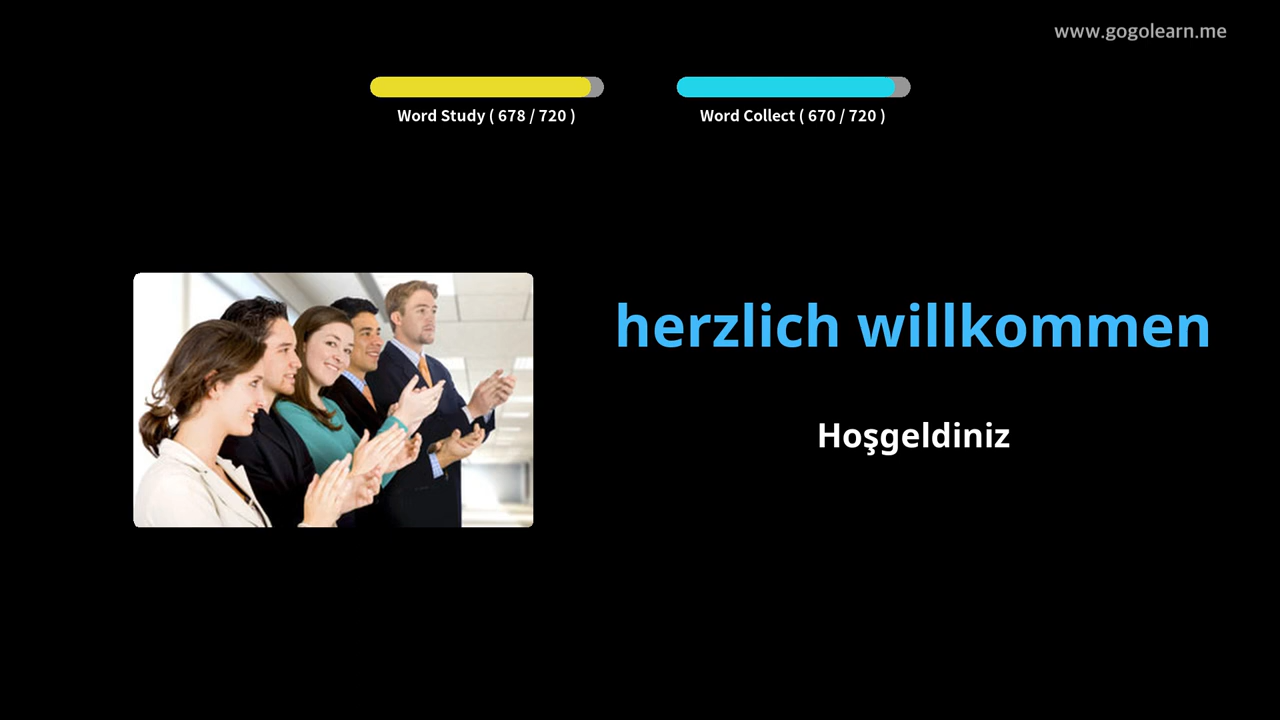 www.gogolearn.me
Word Study ( 678 / 720 )
Word Collect ( 670 / 720 )
herzlich willkommen
Hoşgeldiniz